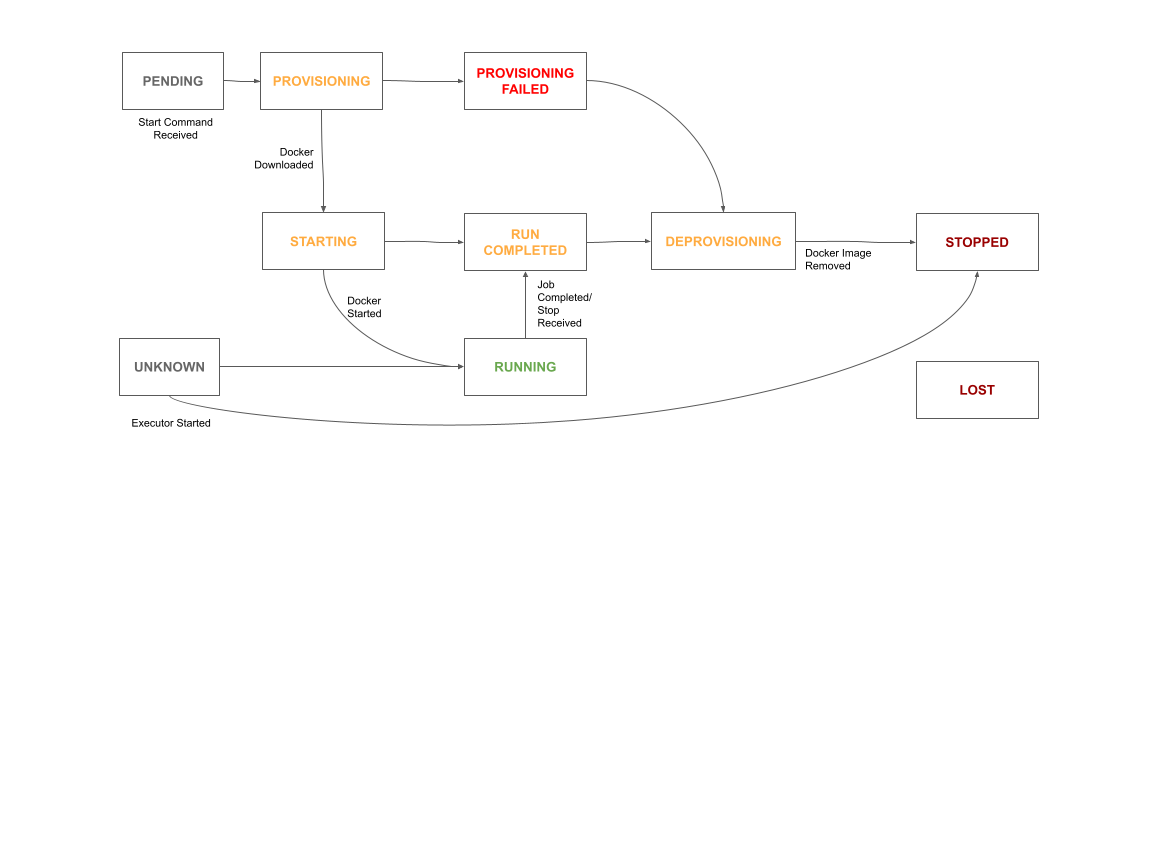 PENDING
PROVISIONING
PROVISIONING
FAILED
Start Command
Received
Docker
Downloaded
STARTING
RUN
COMPLETED
DEPROVISIONING
STOPPED
Docker Image
Removed
Docker
Started
Job
Completed/
Stop
Received
UNKNOWN
RUNNING
LOST
Executor Started